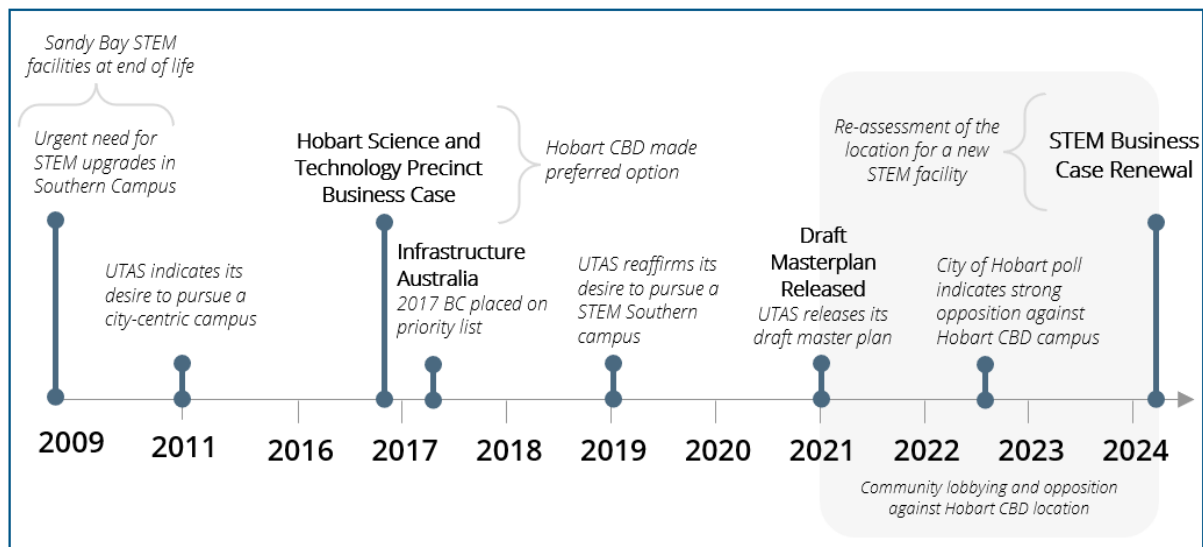 Sandy Bay STEM
facilities at end of life
Urgent need for
STEM upgrades in
Southern Campus
UTAS indicates its
desire to pursue a
city-centric campus
Hobart Science and
Technology Precinct
Business Case
Hobart CBD made
preferred option
Infrastructure
Australia
2017 BC placed on
priority list
UTAS reaffirms its
desire to pursue a
STEM Southern
campus
Draft
Masterplan
Released
UTAS releases its
draft master plan
Re-assessment of the
location for a new
STEM facility
STEM Business
Case Renewal
City of Hobart poll
indicates strong
opposition against
Hobart CBD campus
2009
2011
2016
2017
2018
2019
2020
2021
2022
2023
2024
Community lobbying and opposition
against Hobart CBD location